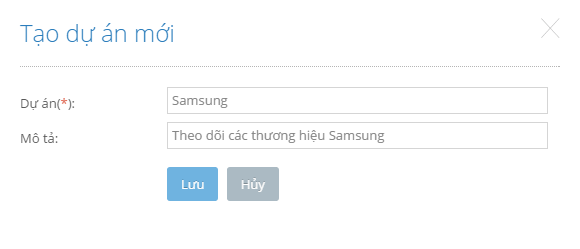 Tạo dự án mới
Dự án(*):
Samsung
Mô tả:
Theo dõi các thương hiệu Samsung
Lưu
Hủy